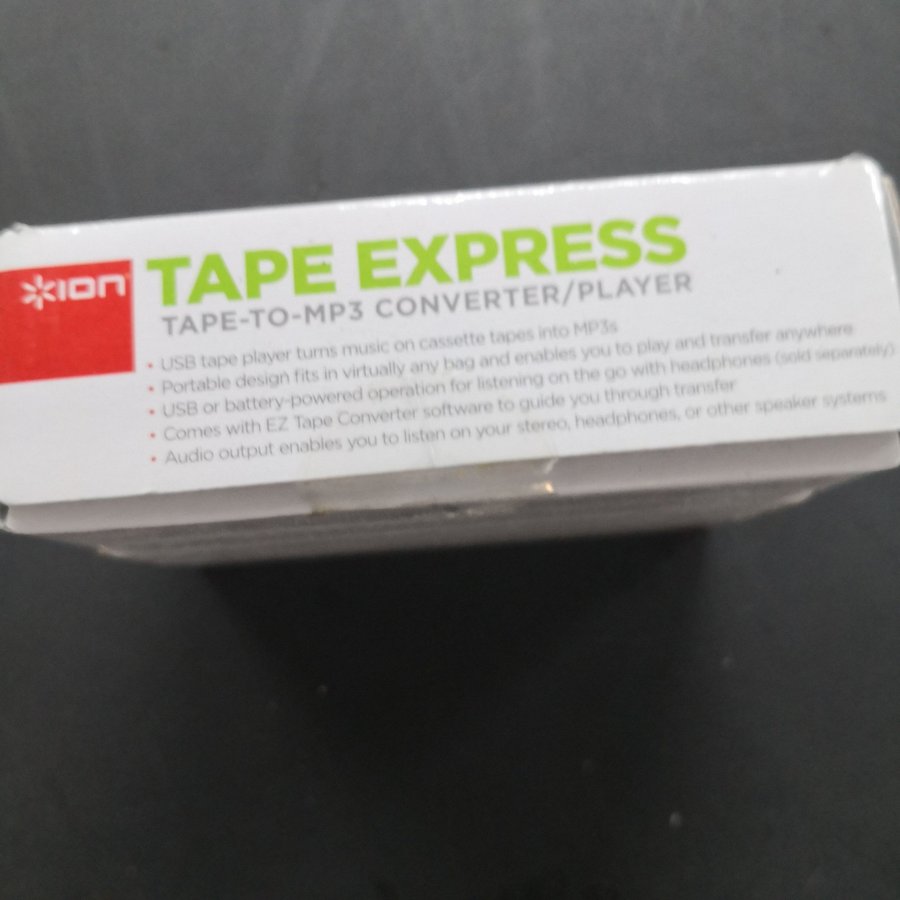 ION
TAPE EXPRESS
TAPE-TO-MP3 CONVERTER/PLAYER
• USB tape player turns music on cassette tapes into MP3s
• Portable design fits in virtually any bag and enables you to play and transfer anywhere
• USB or battery-powered operation for listening on the go with headphones (sold separately)
• Comes with EZ Tape Converter software to guide you through transfer
• Audio output enables you to listen on your stereo, headphones, or other speaker systems